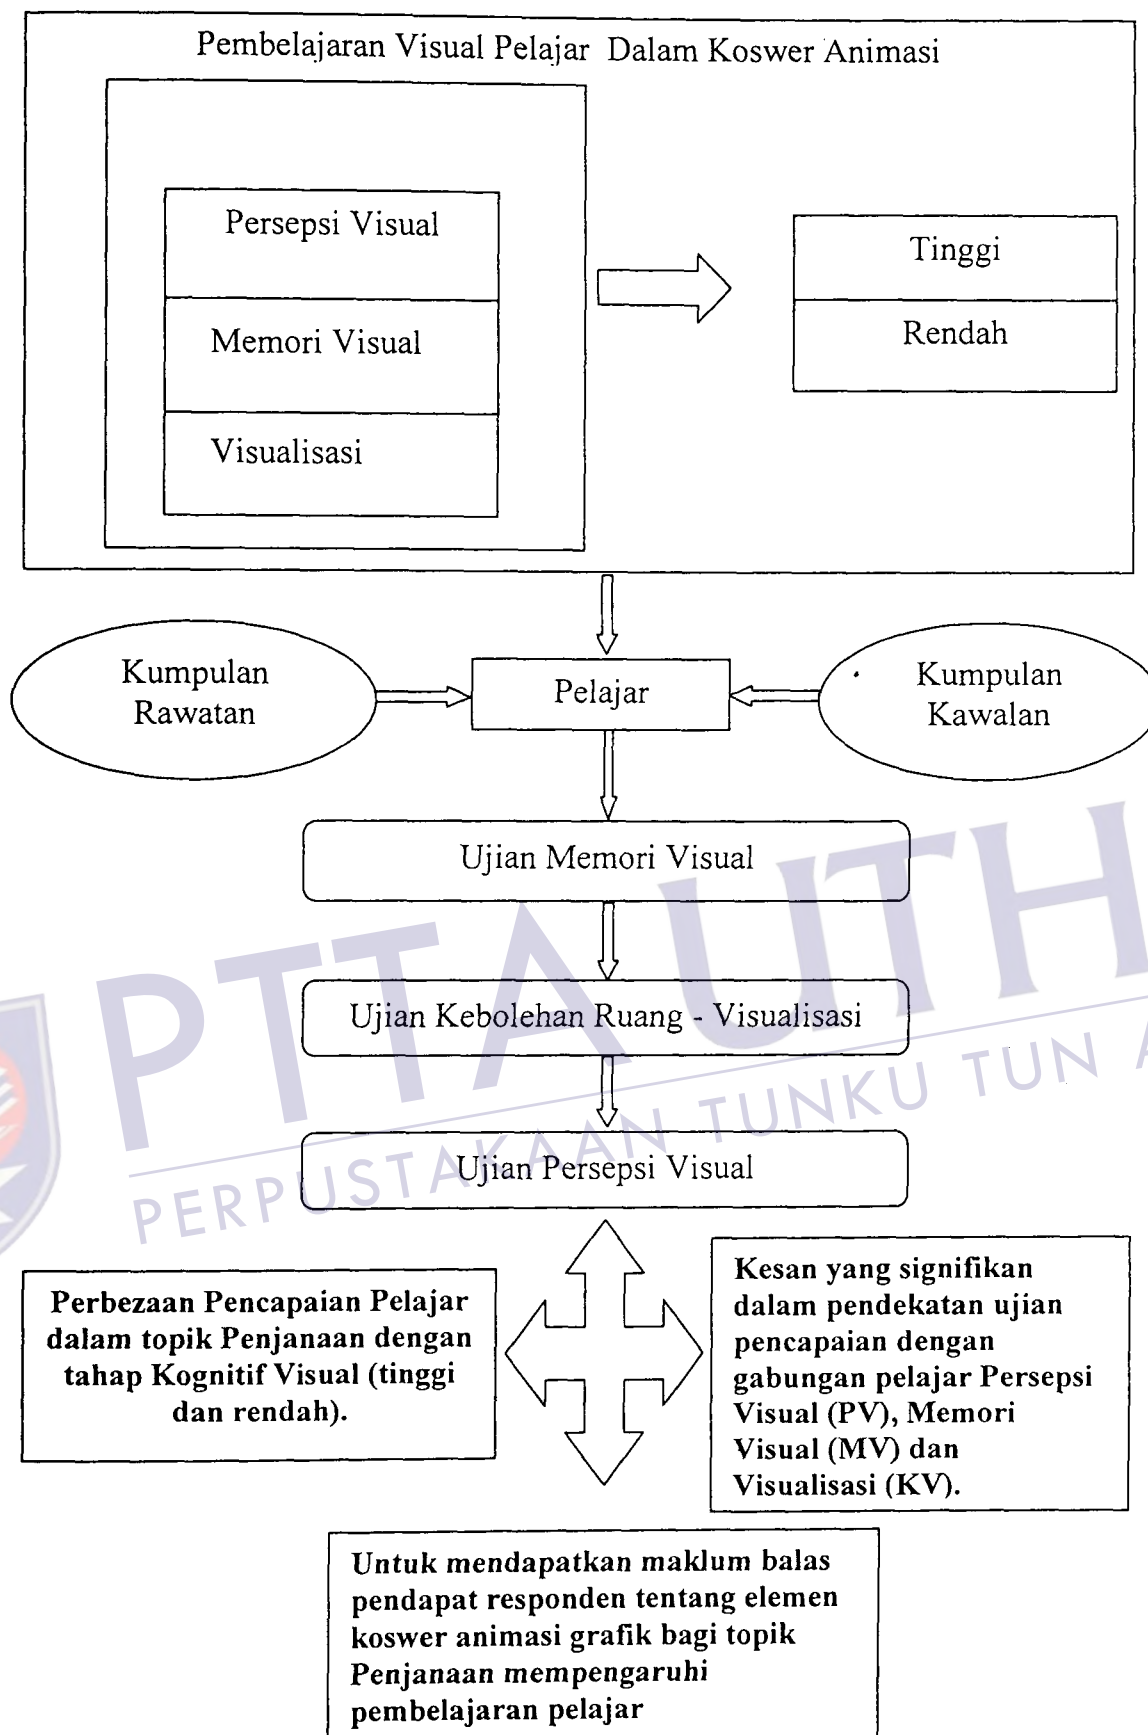 Pembelajaran Visual Pelajar Dalam Koswer Animasi
Persepsi Visual
Memori Visual
Visualisasi
Tinggi
Rendah
Kumpulan
Rawatan
Pelajar
Kumpulan
Kawalan
Ujian Memori Visual
Ujian Kebolehan Ruang - Visualisasi
Ujian Persepsi Visual
Perbezaan Pencapaian Pelajar
dalam topik Penjanaan dengan
tahap Kognitif Visual (tinggi
dan rendah).
Kesan yang signifikan
dalam pendekatan ujian
pencapaian dengan
gabungan pelajar Persepsi
Visual (PV), Memori
Visual (MV) dan
Visualisasi (KV).
Untuk mendapatkan maklum balas
pendapat responden tentang elemen
koswer animasi grafik bagi topik
Penjanaan mempengaruhi
pembelajaran pelajar
PTTA UTH
PERPUSTAKAAN TUNKU TUN A